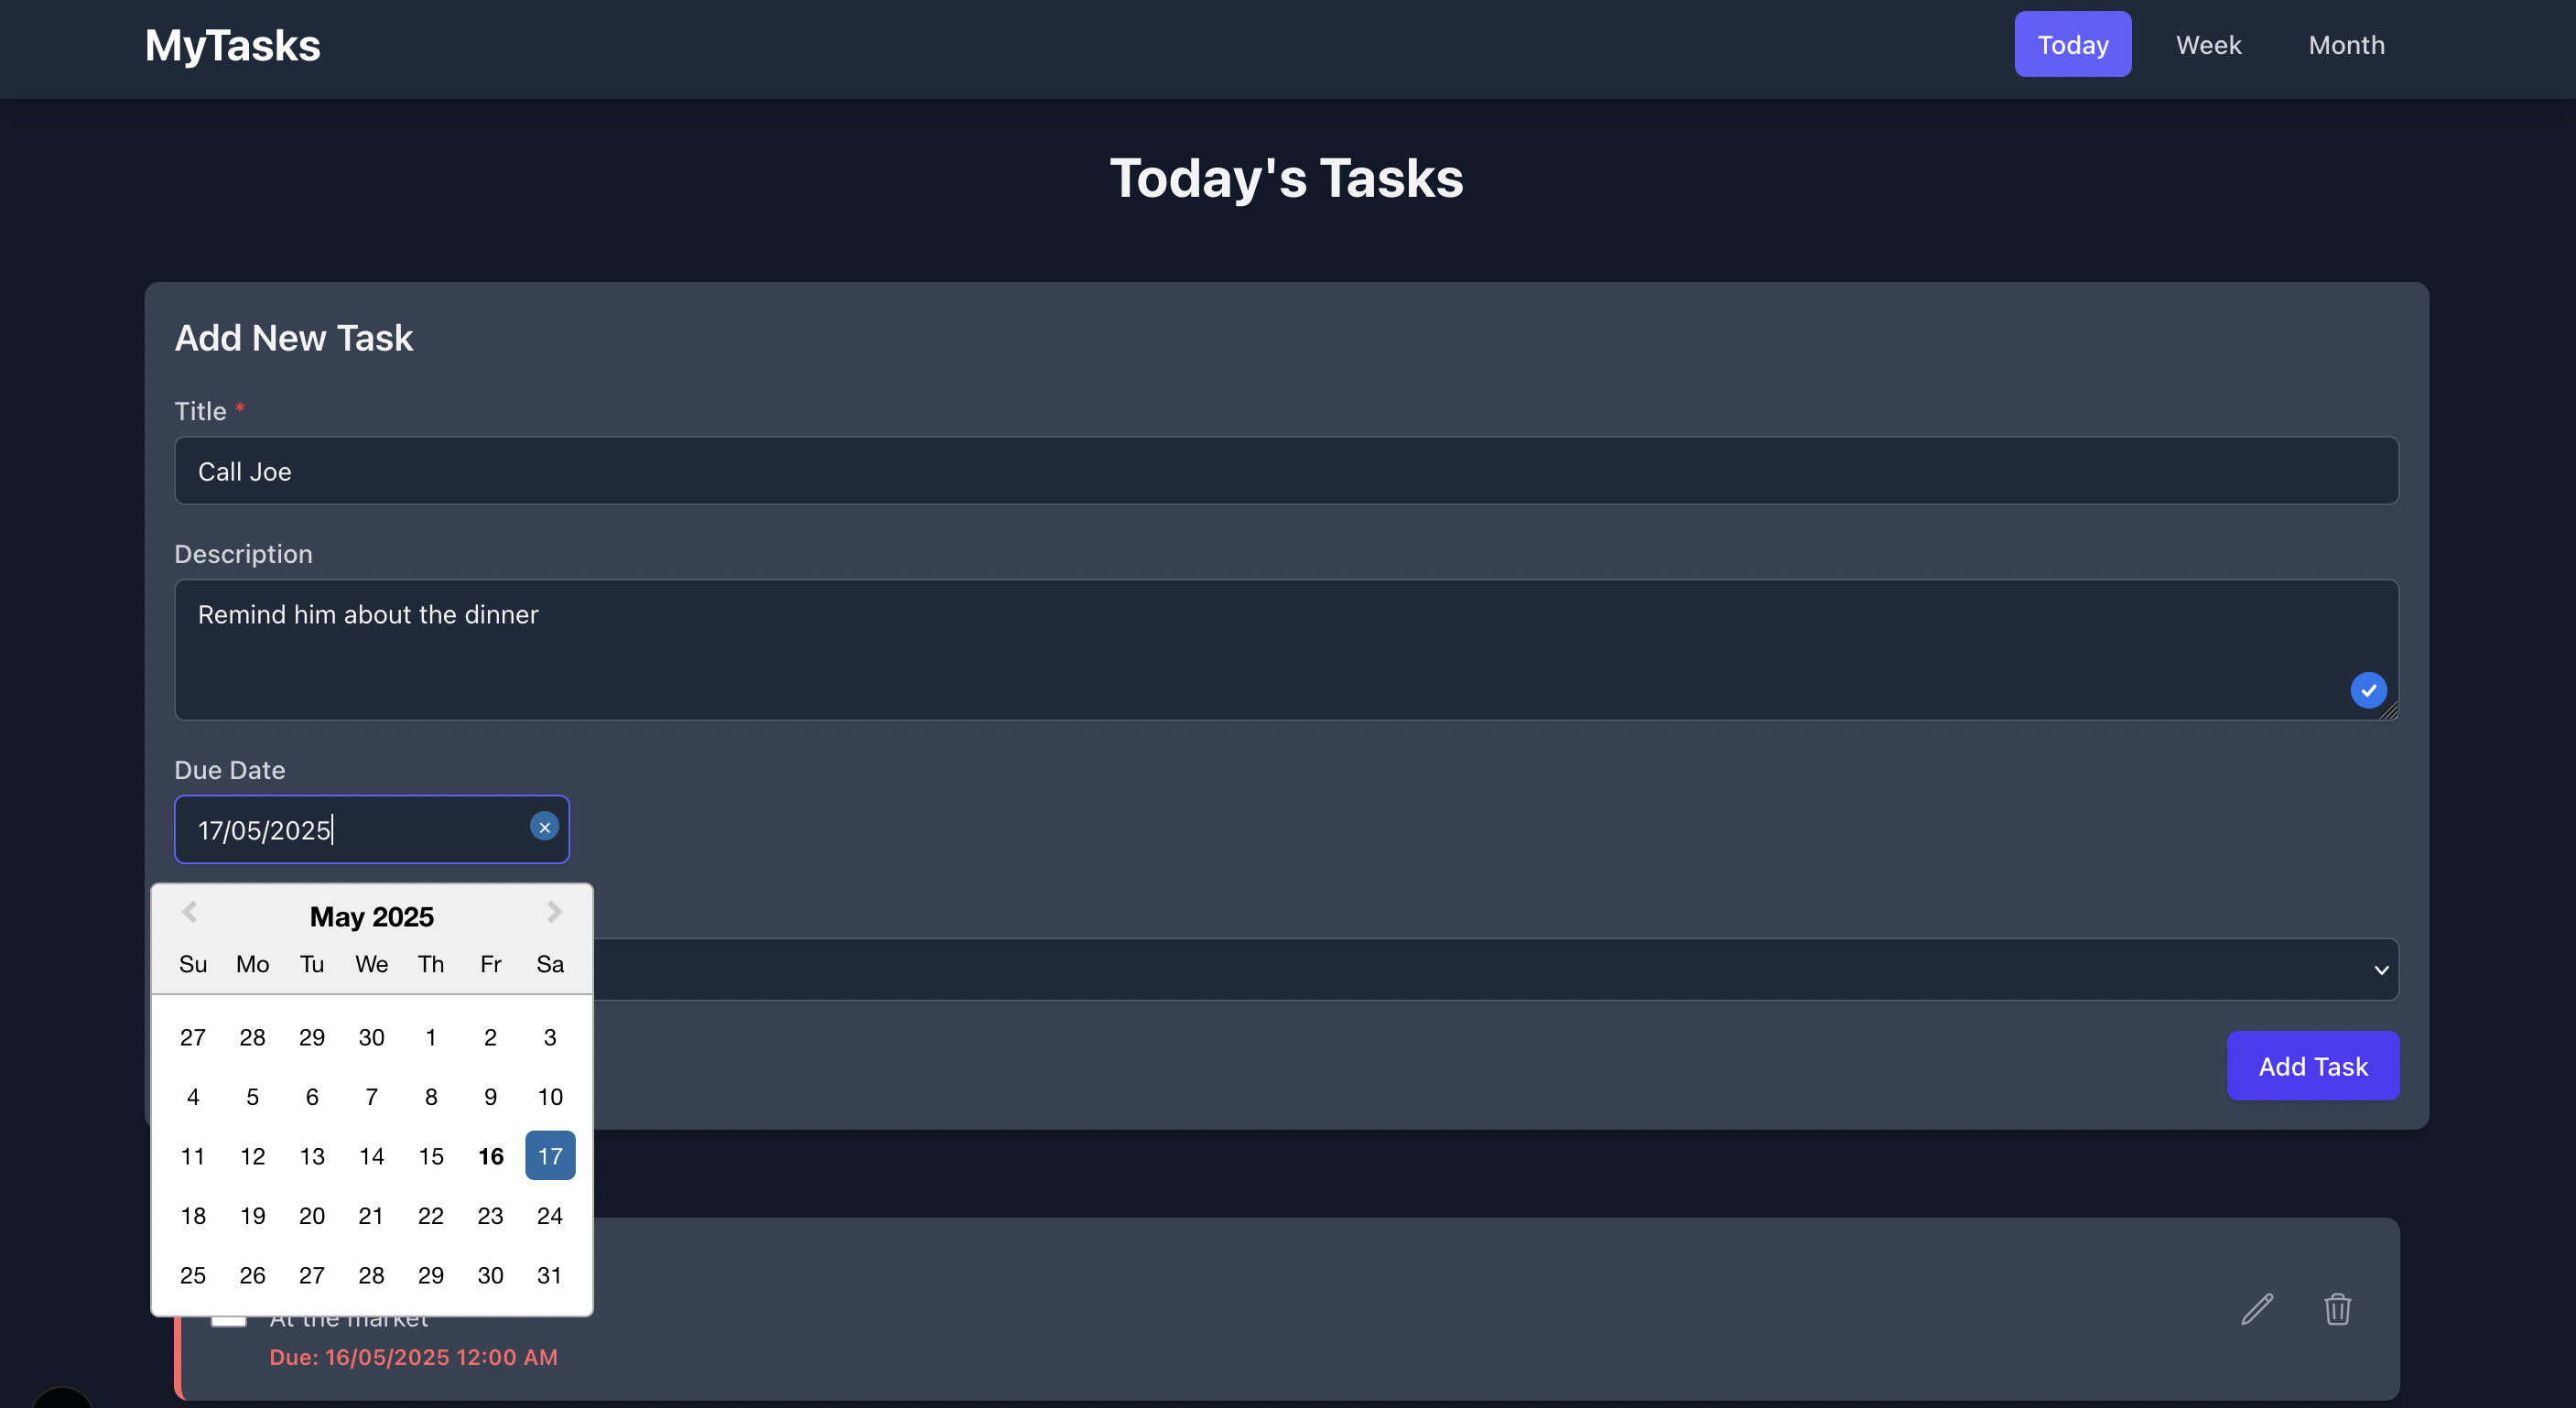 MyTasks
Today Week Month
Today's Tasks
Add New Task
Title *
Call Joe
Description
Remind him about the dinner
Due Date
17/05/2025
May 2025
Su Mo Tu We Th Fr Sa
27 28 29 30 1 2 3
4 5 6 7 8 9 10
11 12 13 14 15 16 17
18 19 20 21 22 23 24
25 26 27 28 29 30 31
Add Task
At the market
Due: 16/05/2025 12:00 AM